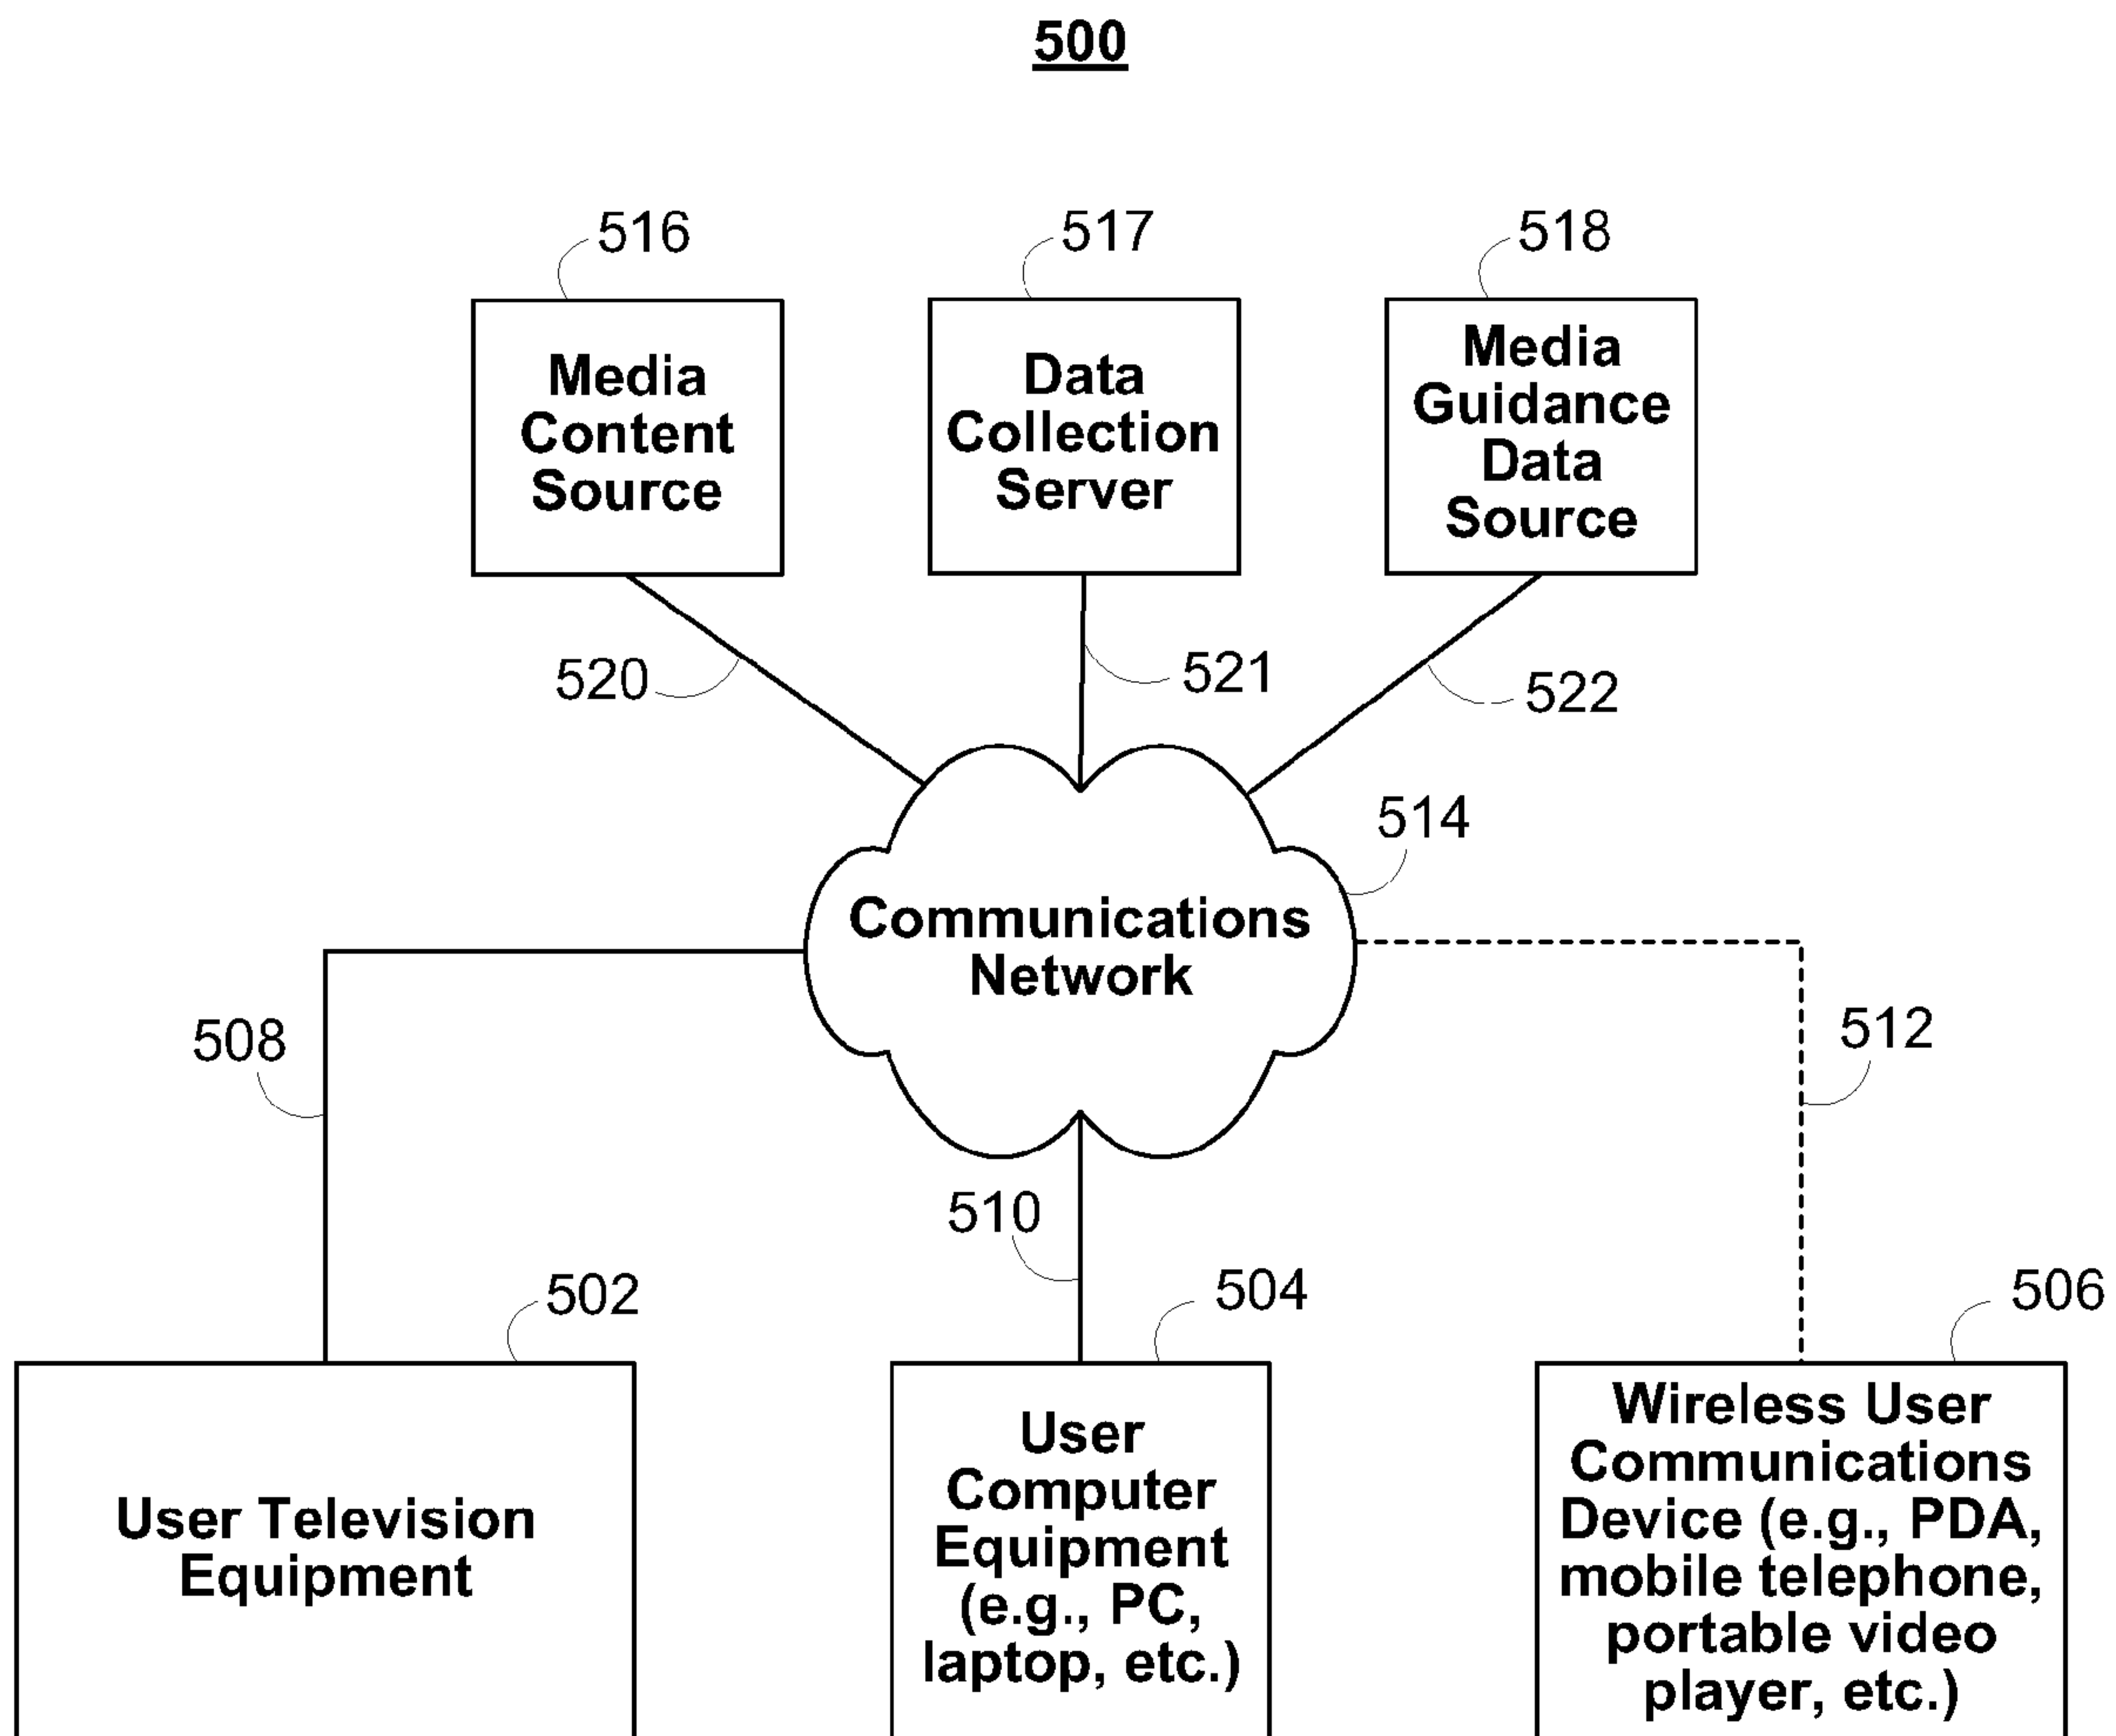 500
516
517
518
Media
Content
Source
Data
Collection
Server
Media
Guidance
Data
Source
520
521
522
514
Communications
Network
508
512
510
502
504
506
User Television
Equipment
User
Computer
Equipment
(e.g., PC,
laptop, etc.)
Wireless User
Communications
Device (e.g., PDA,
mobile telephone,
portable video
player, etc.)